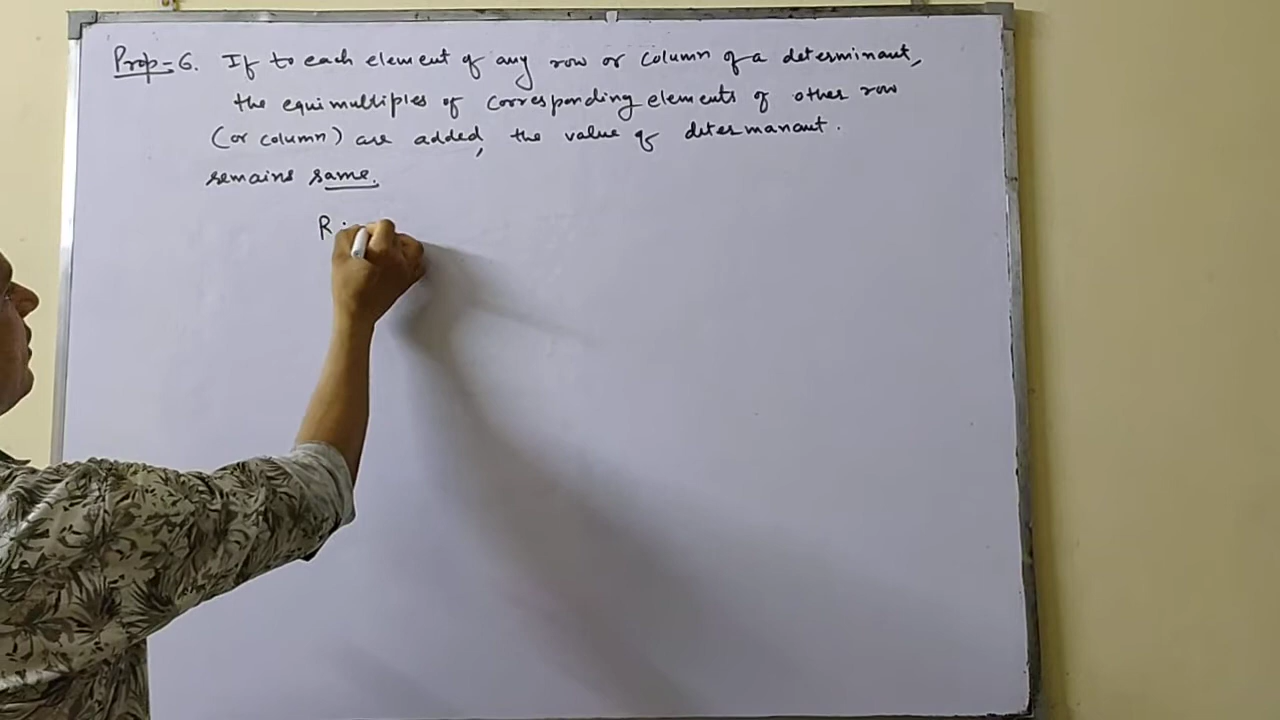 Prop-6. If to each element of any row or column of a determinant,
the equimultiples of corresponding elements of other row
(or column) are added, the value of determanant.
remains same.
R